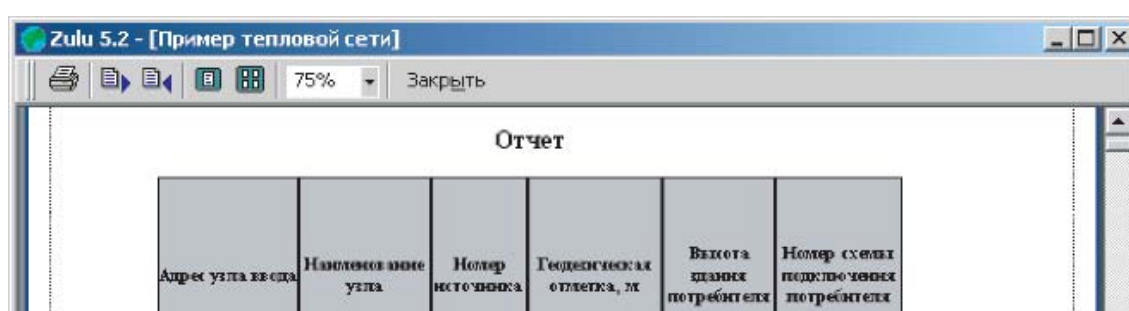 Zulu 5.2 - [Пример тепловой сети]
75% Закрыть
Отчет
Адрес узла ввода
Наименование
узла
Номер
источника
Геодезическая
отметка, м
Высота
здания
потребителя
Номер схемы
подключения
потребителя